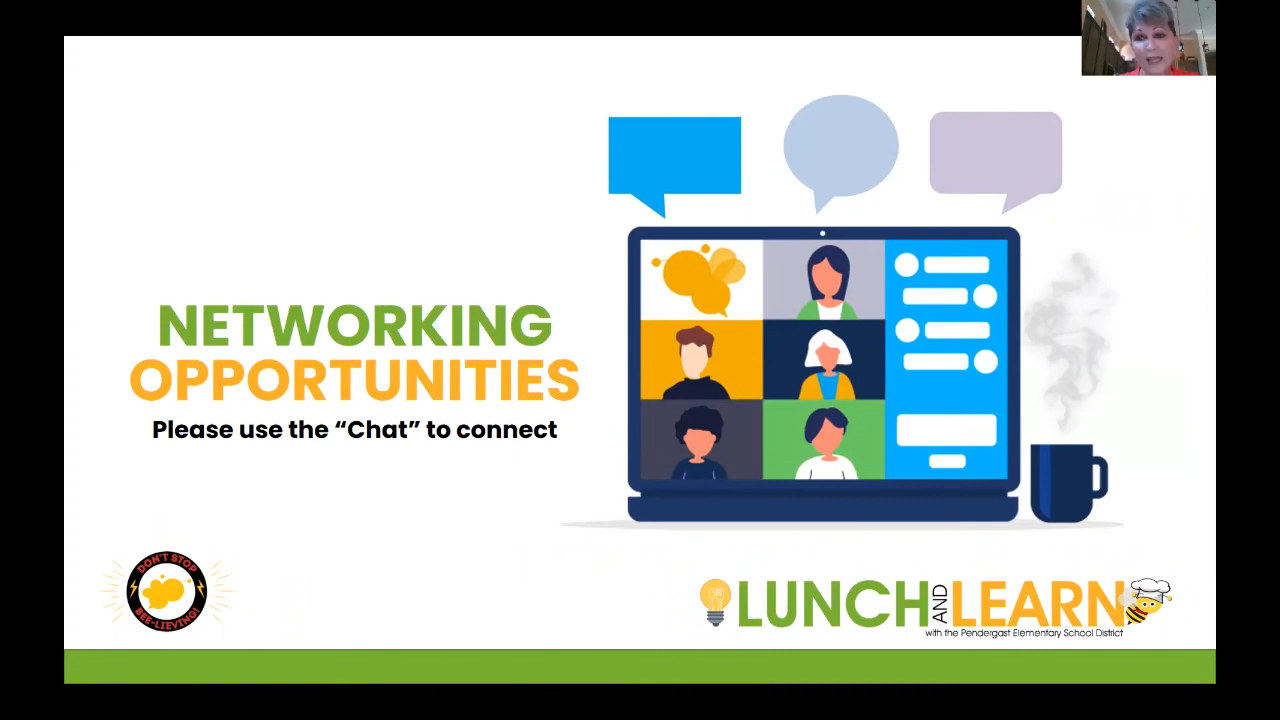 NETWORKING
OPPORTUNITIES
Please use the “Chat” to connect
DON'T STOP
BEE-LIEVING!
LUNCH AND LEARN
with the Pendergast Elementary School District